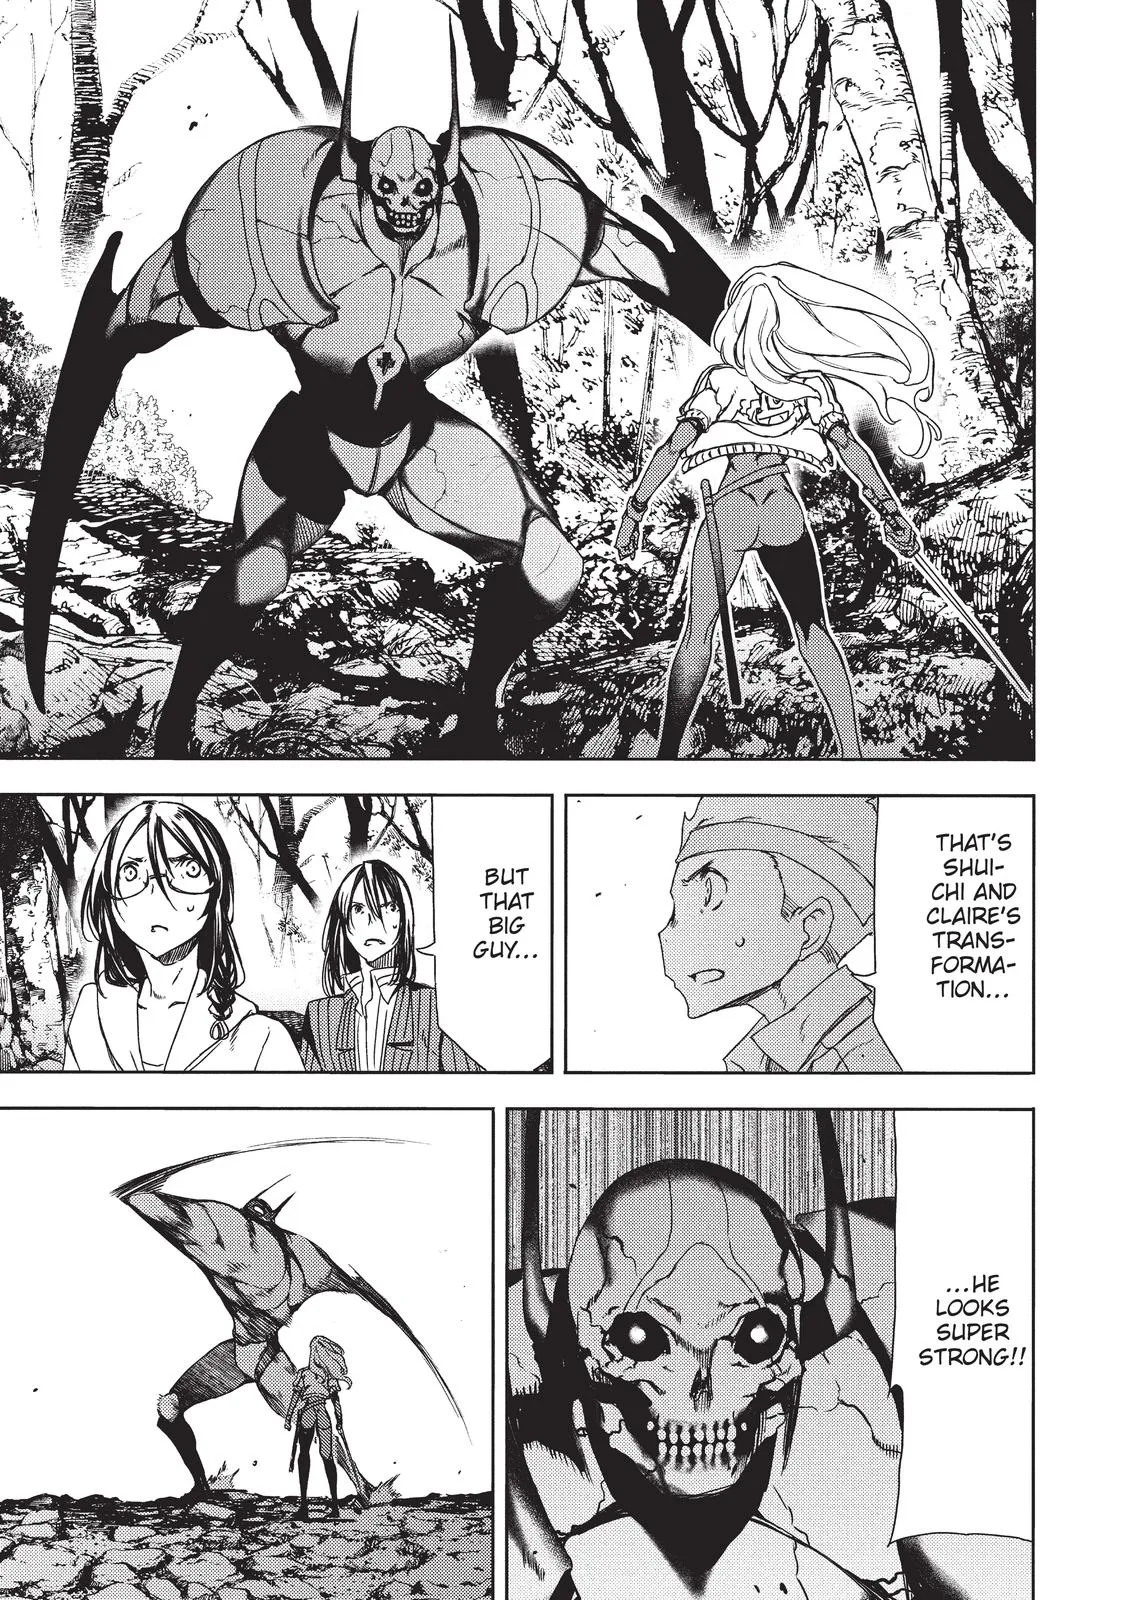 THAT'S
SHUI-
CHI AND
CLAIRE'S
TRANS-
FORMA-
TION...
BUT
THAT
BIG
GUY...
...HE
LOOKS
SUPER
STRONG!!